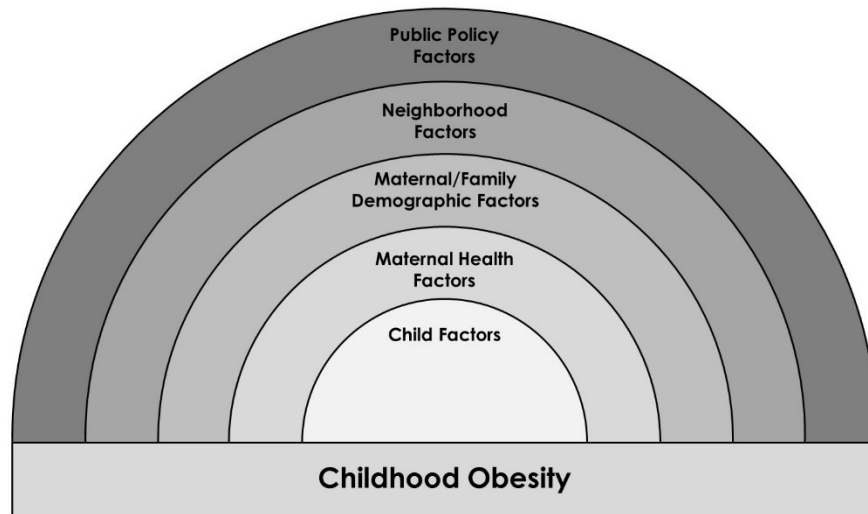 Public Policy
Factors
Neighborhood
Factors
Maternal/Family
Demographic Factors
Maternal Health
Factors
Child Factors
Childhood Obesity